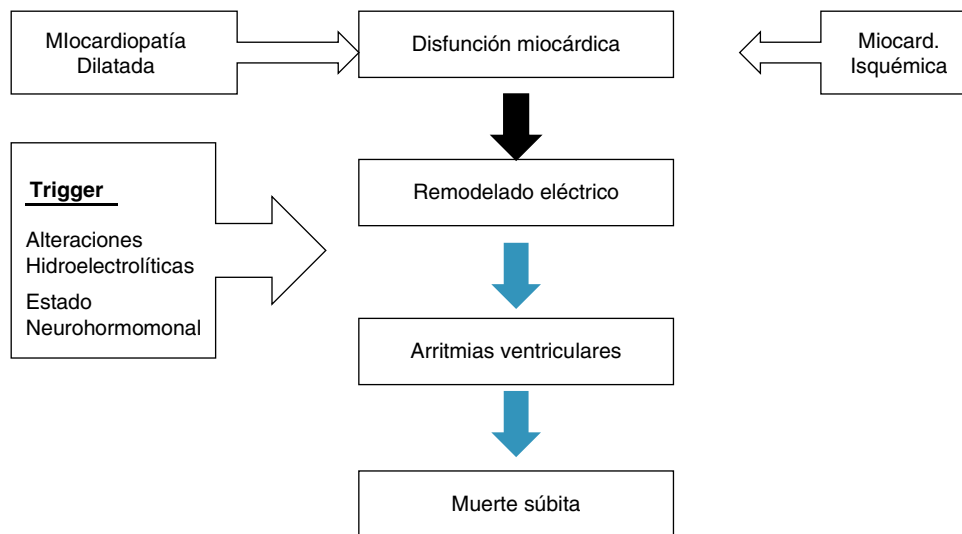 MIocardiopatía
Dilatada
Disfunción miocárdica
Miocard.
Isquémica
Trigger
Alteraciones
Hidroelectrolíticas
Estado
Neurohormomonal
Remodelado eléctrico
Arritmias ventriculares
Muerte súbita